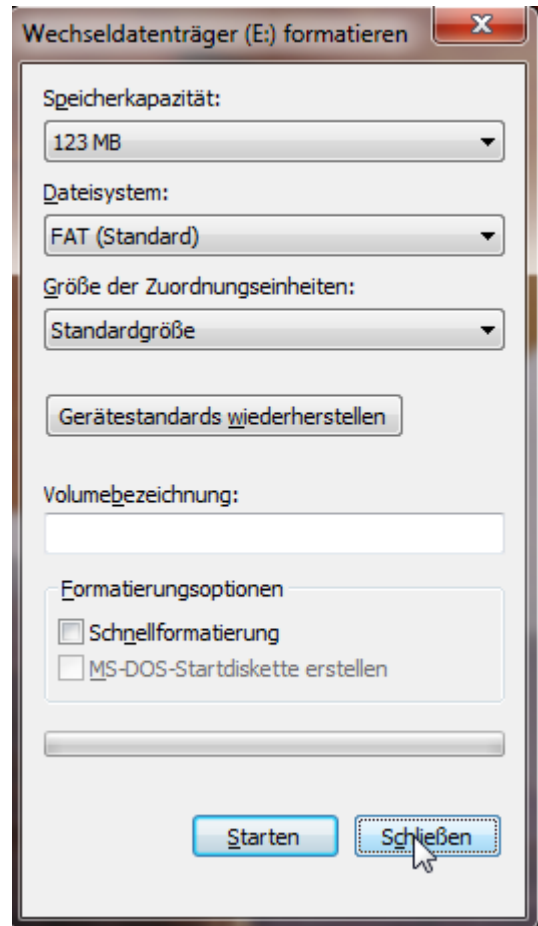 Wechseldatenträger (E:) formatieren
Speicherkapazität:
123 MB
Dateisystem:
FAT (Standard)
Größe der Zuordnungseinheiten:
Standardgröße
Gerätestandards wiederherstellen
Volumebezeichnung:
Formatierungsoptionen
Schnellformatierung
MS-DOS-Startdiskette erstellen
Starten Schließen